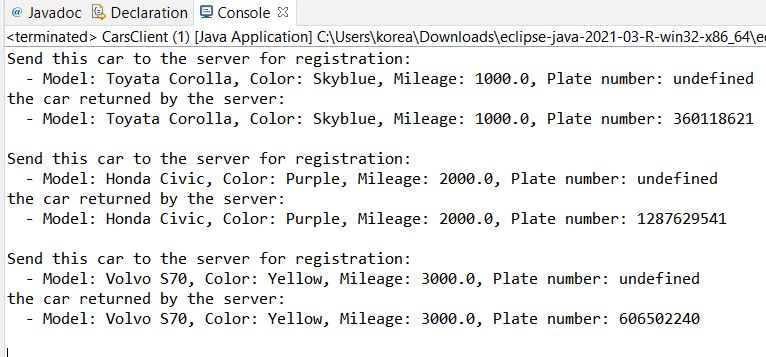 @ Javadoc Declaration Console
<terminated> CarsClient (1) [Java Application] C:\Users\korea\Downloads\eclipse-java-2021-03-R-win32-x86_64\ec
Send this car to the server for registration:
  - Model: Toyata Corolla, Color: Skyblue, Mileage: 1000.0, Plate number: undefined
the car returned by the server:
  - Model: Toyata Corolla, Color: Skyblue, Mileage: 1000.0, Plate number: 360118621

Send this car to the server for registration:
  - Model: Honda Civic, Color: Purple, Mileage: 2000.0, Plate number: undefined
the car returned by the server:
  - Model: Honda Civic, Color: Purple, Mileage: 2000.0, Plate number: 1287629541

Send this car to the server for registration:
  - Model: Volvo S70, Color: Yellow, Mileage: 3000.0, Plate number: undefined
the car returned by the server:
  - Model: Volvo S70, Color: Yellow, Mileage: 3000.0, Plate number: 606502240